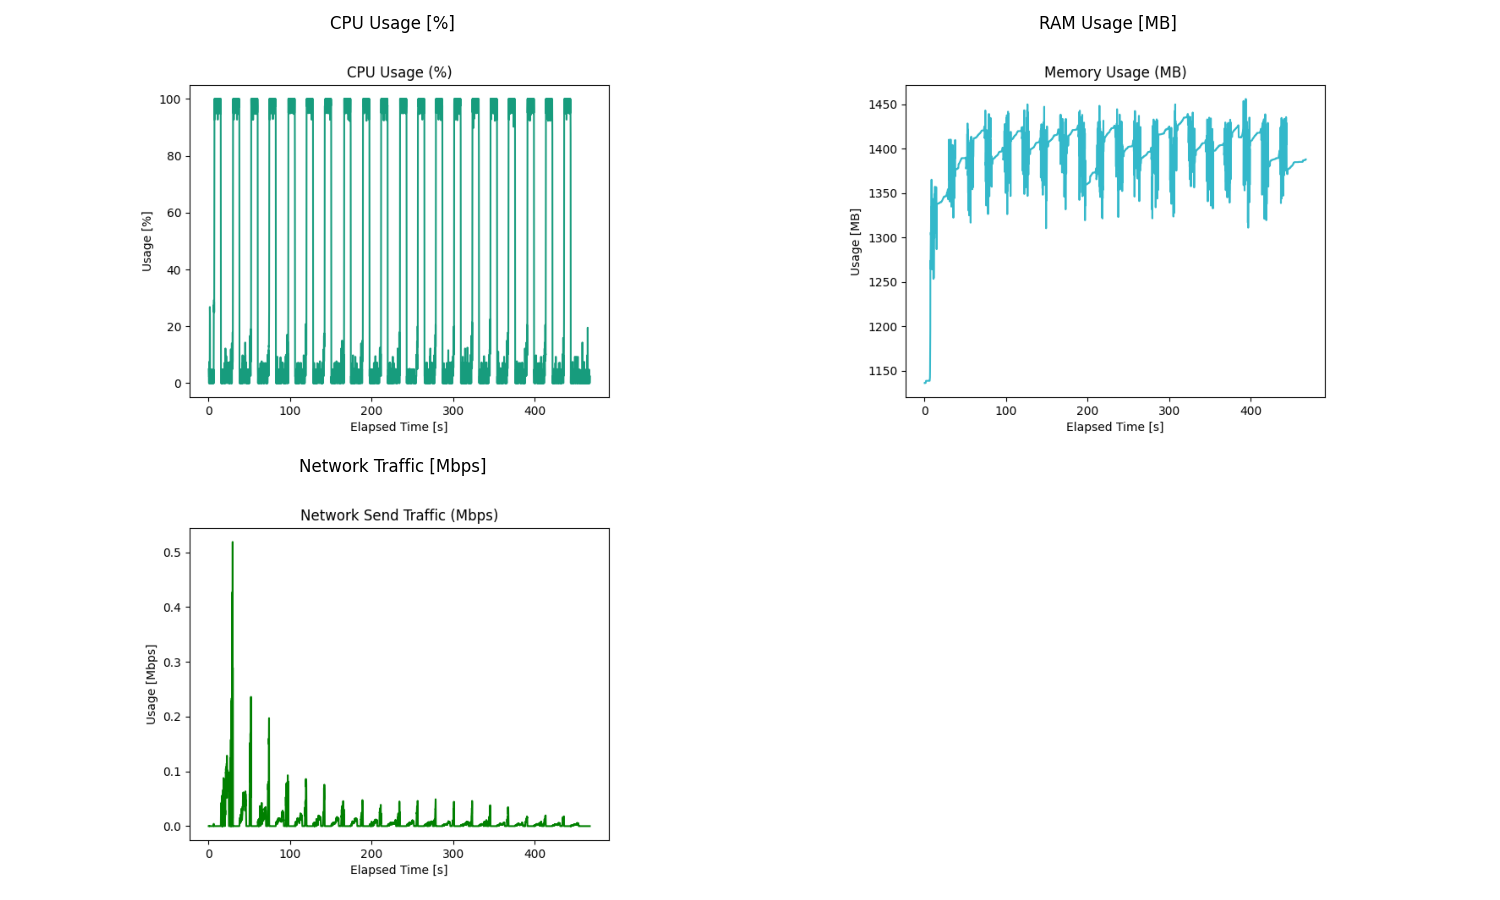 CPU Usage [%]
CPU Usage (%)
Usage [%]
100
80
60
40
20
0
0 100 200 300 400
Elapsed Time [s]
RAM Usage [MB]
Memory Usage (MB)
Usage [MB]
1450
1400
1350
1300
1250
1200
1150
0 100 200 300 400
Elapsed Time [s]
Network Traffic [Mbps]
Network Send Traffic (Mbps)
Usage [Mbps]
0.5
0.4
0.3
0.2
0.1
0.0
0 100 200 300 400
Elapsed Time [s]